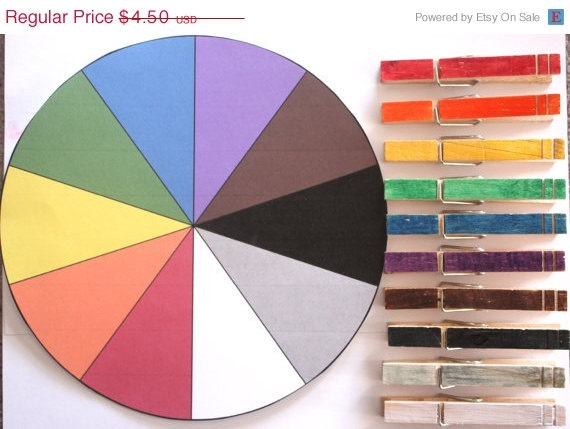 Regular Price $4.50 USD
Powered by Etsy On Sale E